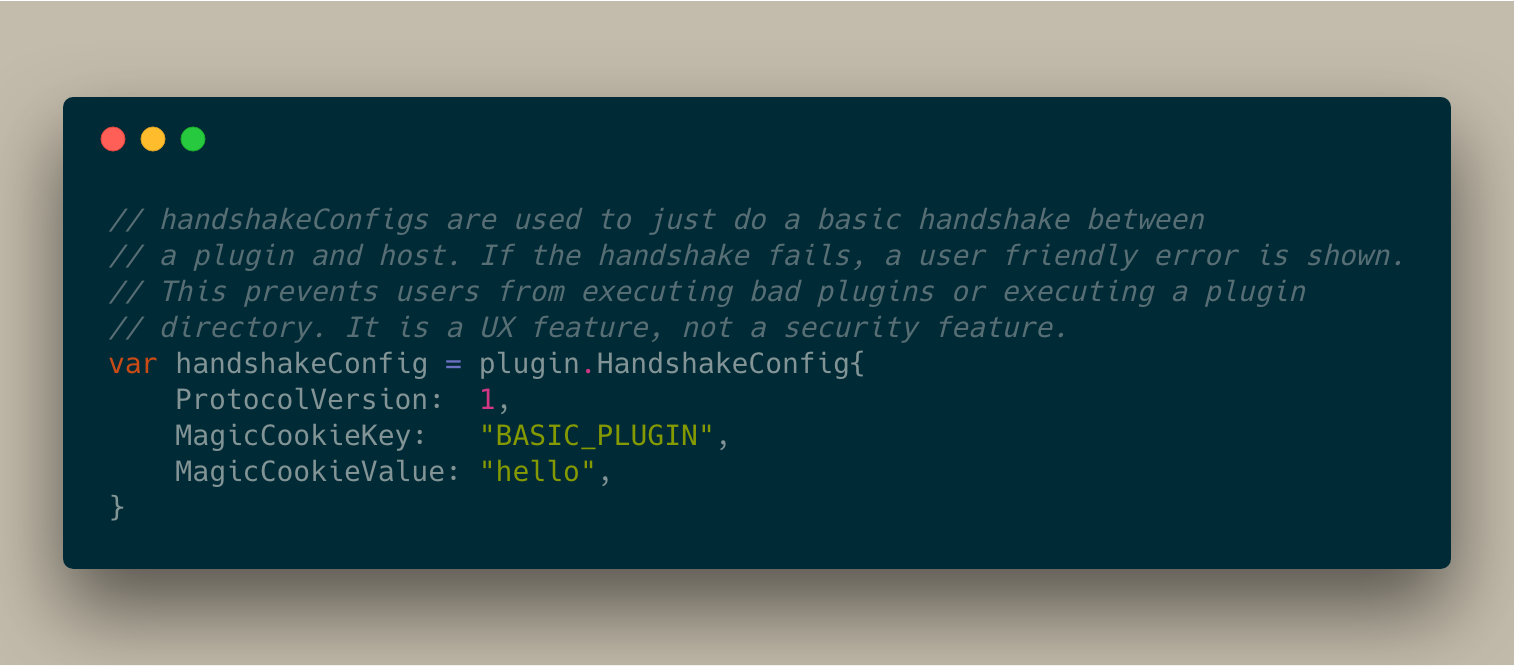 // handshakeConfigs are used to just do a basic handshake between
// a plugin and host. If the handshake fails, a user friendly error is shown.
// This prevents users from executing bad plugins or executing a plugin
// directory. It is a UX feature, not a security feature.
var handshakeConfig = plugin.HandshakeConfig{
    ProtocolVersion:  1,
    MagicCookieKey:   "BASIC_PLUGIN",
    MagicCookieValue: "hello",
}